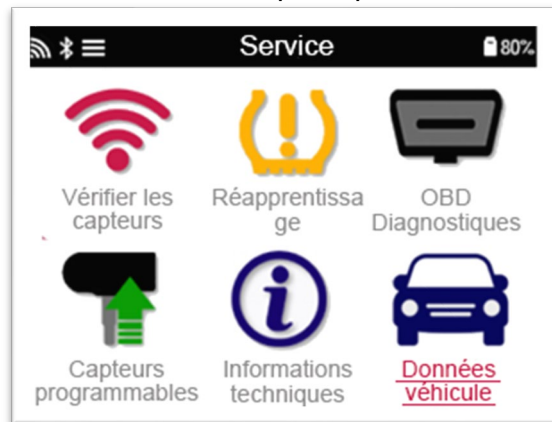 Service
80%
Vérifier les
capteurs
Réapprentissa
ge
OBD
Diagnostiques
Capteurs
programmables
Informations
techniques
Données
véhicule